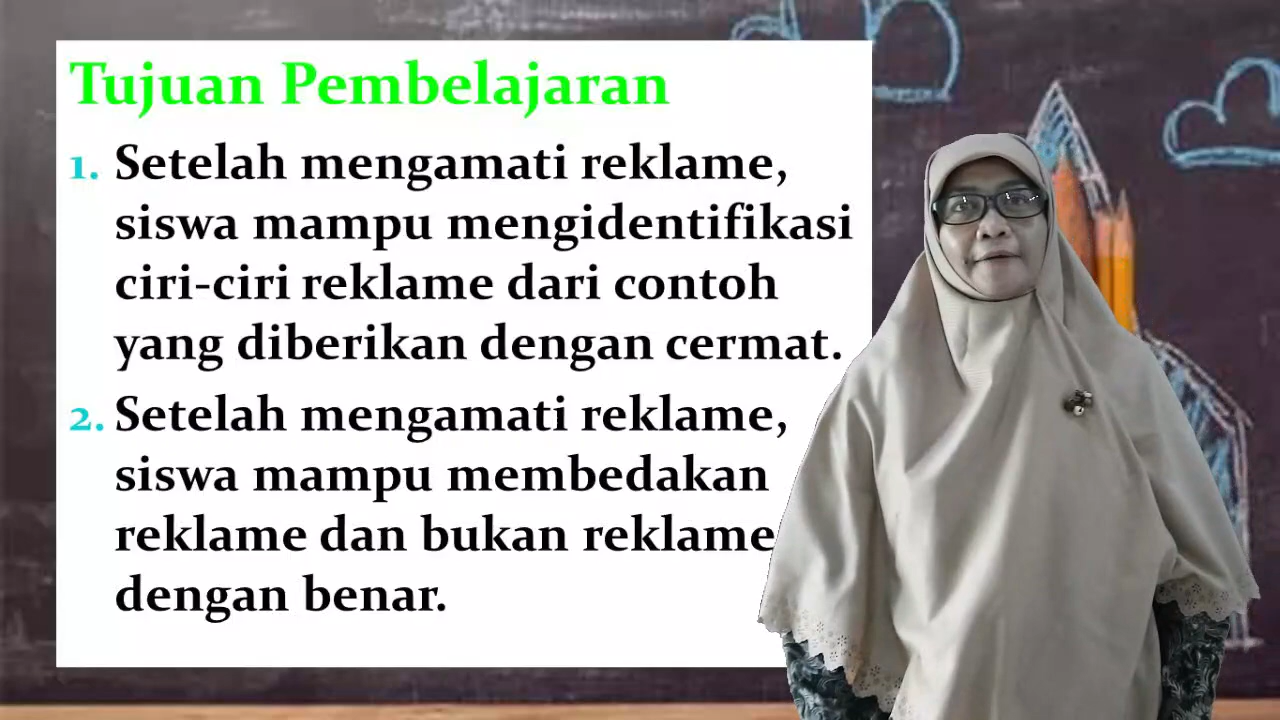 Tujuan Pembelajaran
1. Setelah mengamati reklame,
siswa mampu mengidentifikasi
ciri-ciri reklame dari contoh
yang diberikan dengan cermat.
2. Setelah mengamati reklame,
siswa mampu membedakan
reklame dan bukan reklame
dengan benar.